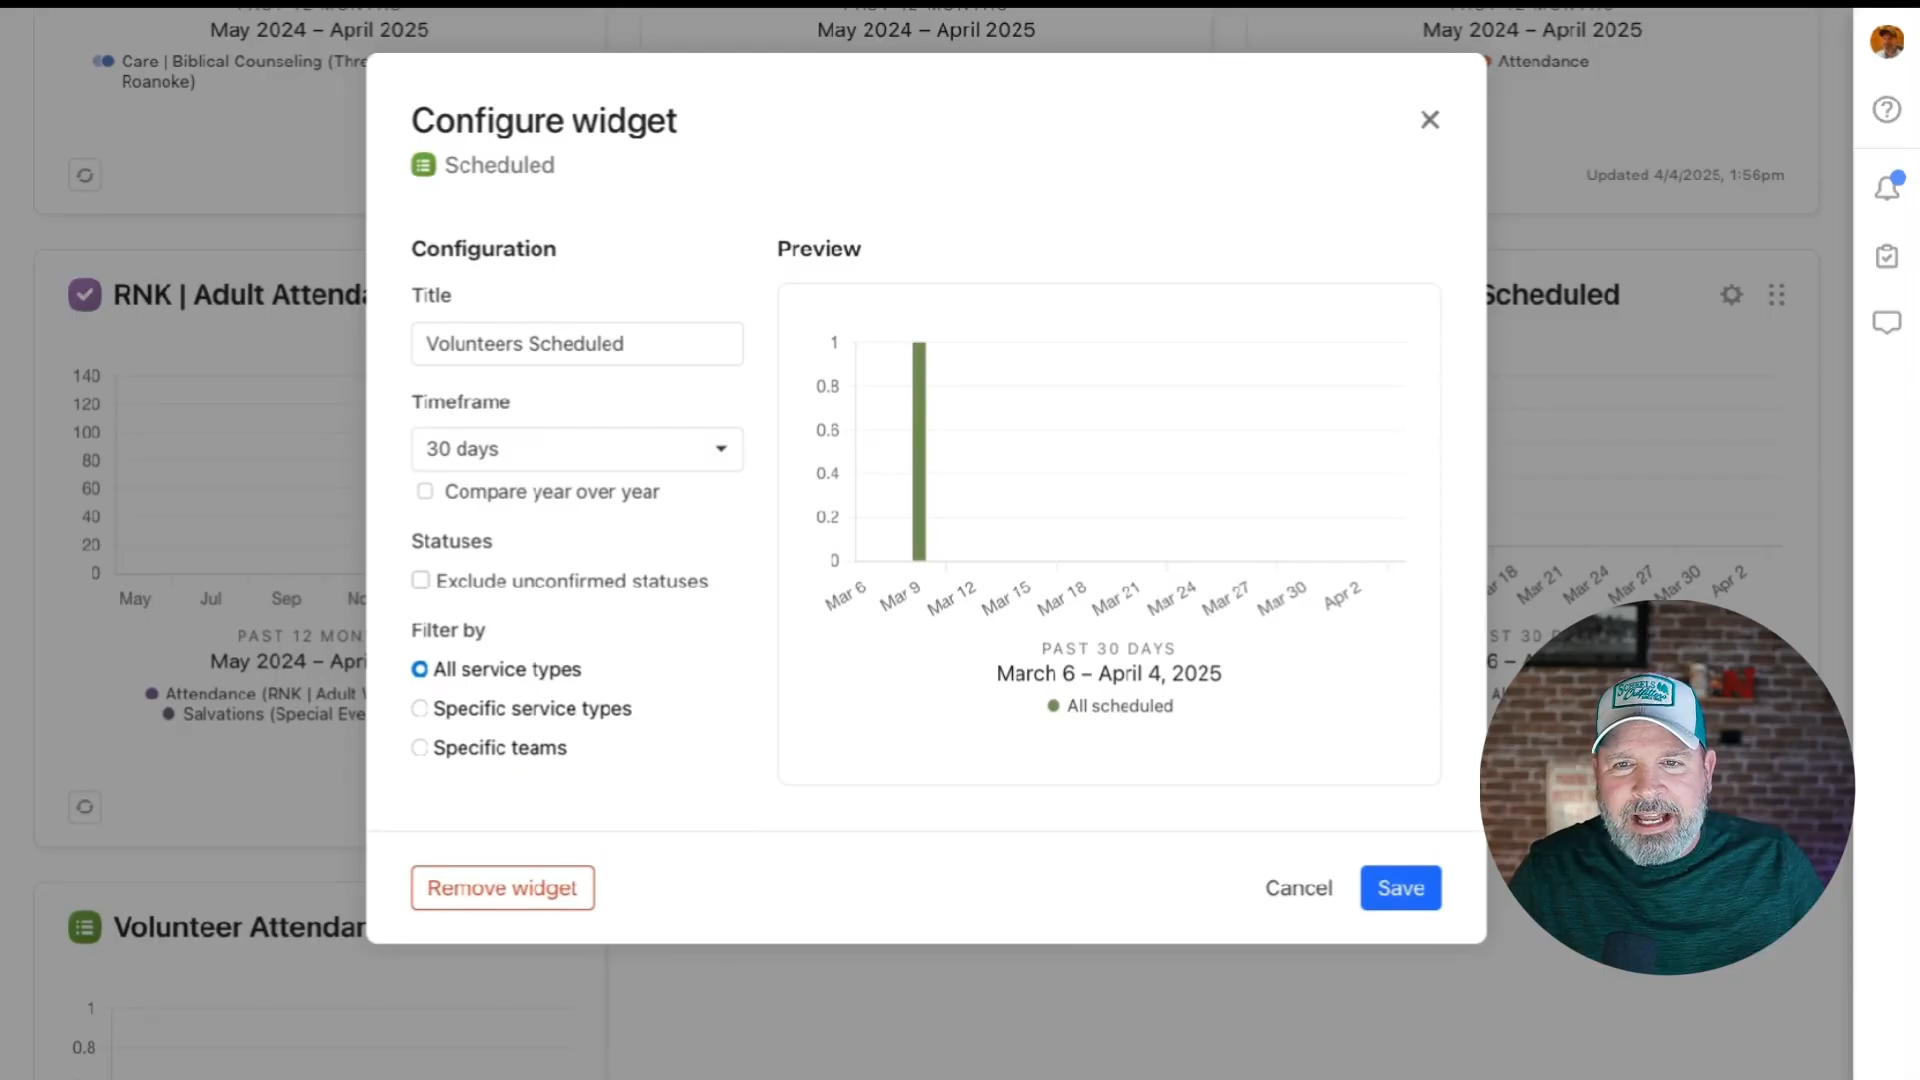 May 2024 – April 2025
May 2024 – April 2025
May 2024 – April 2025
Care | Biblical Counseling (Thre
Roanoke)
Attendance
Updated 4/4/2025, 1:56pm
Configure widget
Scheduled
Configuration
Title
Volunteers Scheduled
Timeframe
30 days
Compare year over year
Statuses
Exclude unconfirmed statuses
Filter by
All service types
Specific service types
Specific teams
Preview
1
0.8
0.6
0.4
0.2
0
Mar 6
Mar 9
Mar 12
Mar 15
Mar 18
Mar 21
Mar 24
Mar 27
Mar 30
Apr 2
PAST 30 DAYS
March 6 – April 4, 2025
All scheduled
Remove widget
Cancel
Save
RNK | Adult Attenda
140
120
100
80
60
40
20
0
May
Jul
Sep
No
PAST 12 MON
May 2024 – Apri
Attendance (RNK | Adult
Salvations (Special Eve
Scheduled
ar 18
Mar 21
Mar 24
Mar 27
Mar 30
Apr 2
ST 30 D
6 – A
Volunteer Attendar
1
0.8